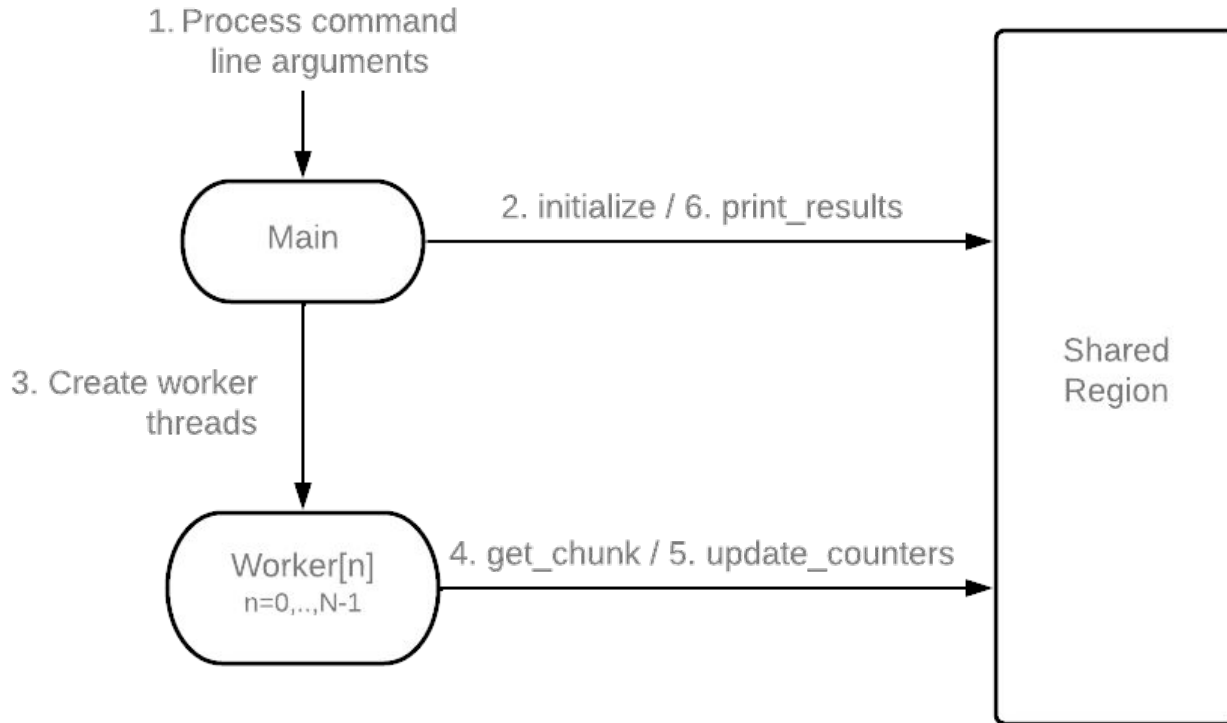 1. Process command
line arguments
Main
2. initialize / 6. print_results
3. Create worker
threads
Shared
Region
Worker[n]
n=0,..,N-1
4. get_chunk / 5. update_counters